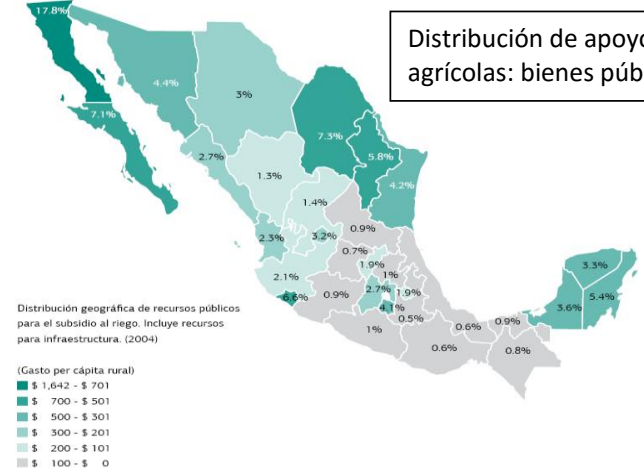 Distribución de apoyo
agrícolas: bienes púb
17.8%
4.4%
3%
7.1%
7.3%
5.8%
2.7%
4.2%
1.3%
1.4%
0.9%
3.2%
2.3%
0.7%
1.9%
1%
2.1%
3.3%
2.7%
1.9%
5.4%
3.6%
6.6%
0.9%
4.1%
0.5%
1%
0.6%
0.9%
0.6%
0.8%
Distribución geográfica de recursos públicos
para el subsidio al riego. Incluye recursos
para infraestructura. (2004)
(Gasto per cápita rural)
$ 1,642 - $ 701
$ 700 - $ 501
$ 500 - $ 301
$ 300 - $ 201
$ 200 - $ 101
$ 100 - $ 0